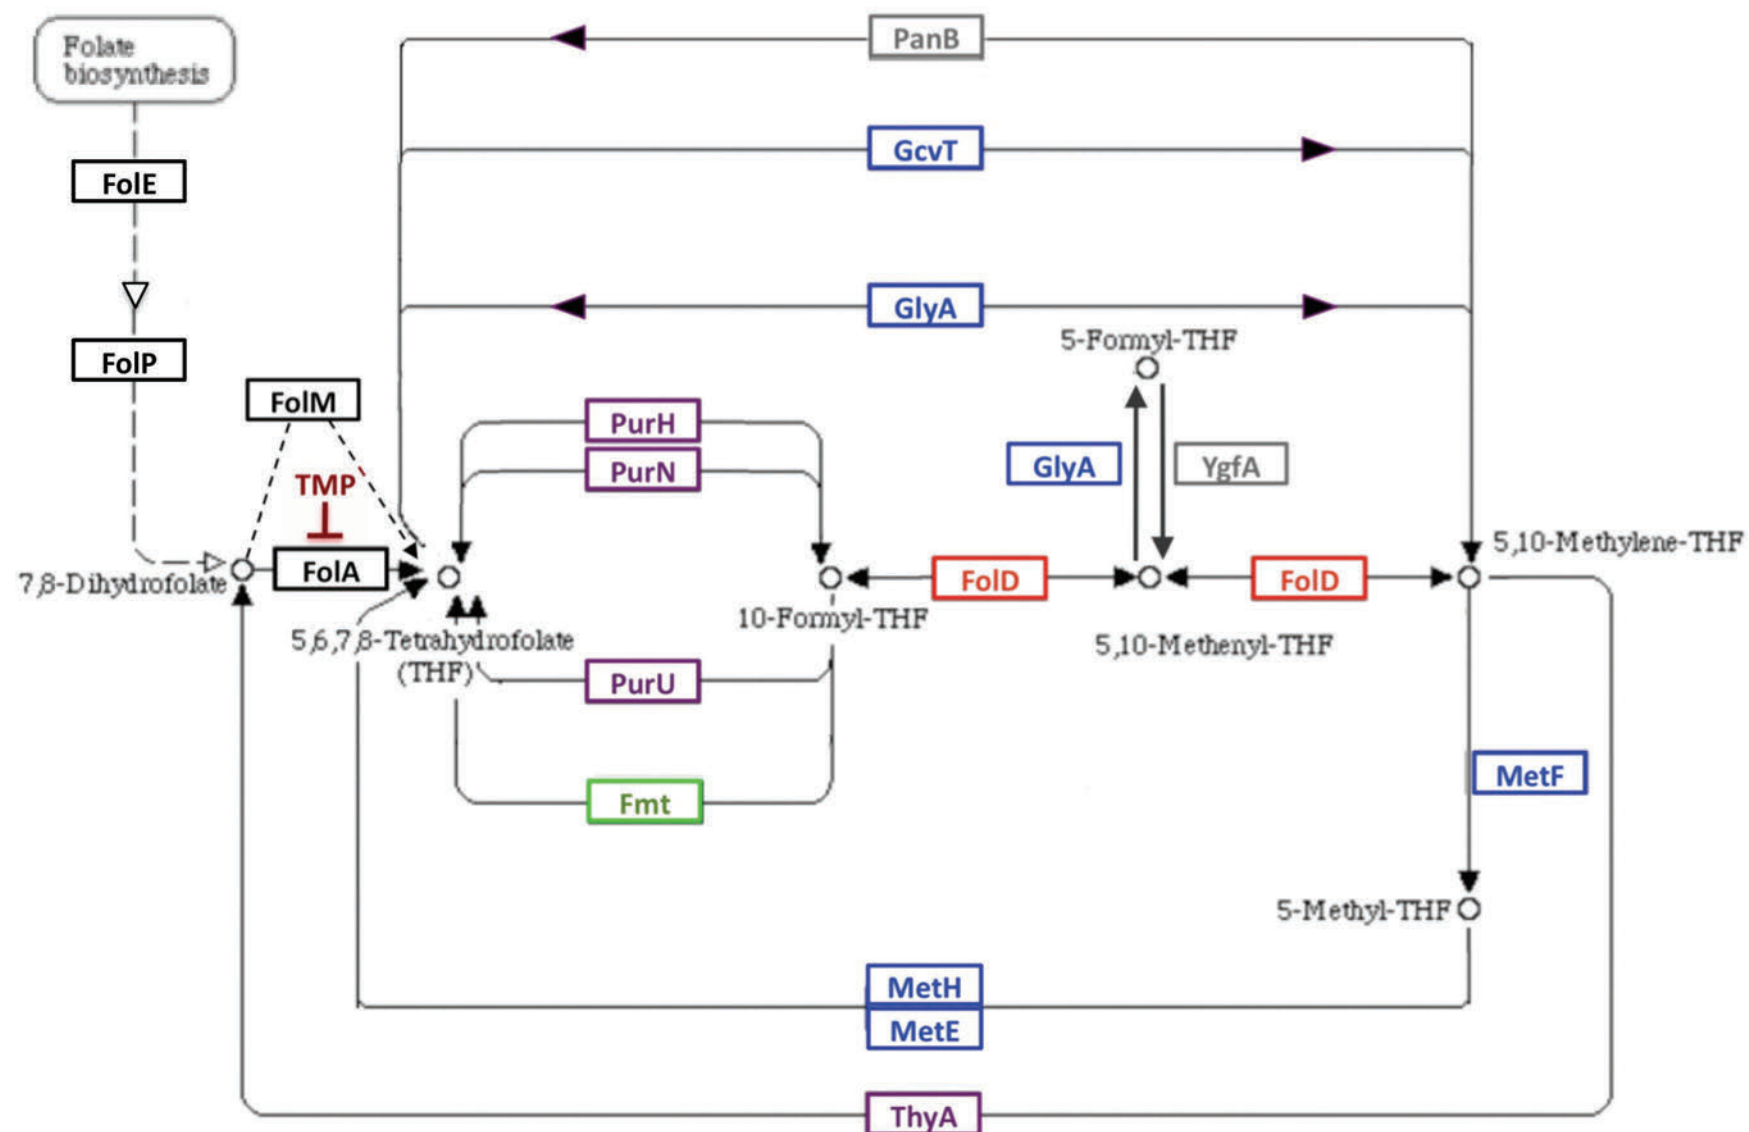 Folate
biosynthesis
PanB
GcvT
FolE
GlyA
FolP
5-Formyl-THF
FolM
PurH
PurN
GlyA
YgfA
TMP
FolA
7,8-Dihydrofolate
5,10-Methylene-THF
FolD
FolD
5,6,7,8-Tetrahydrofolate
(THF)
10-Formyl-THF
5,10-Methenyl-THF
PurU
Fmt
MetF
5-Methyl-THF
MetH
MetE
ThyA